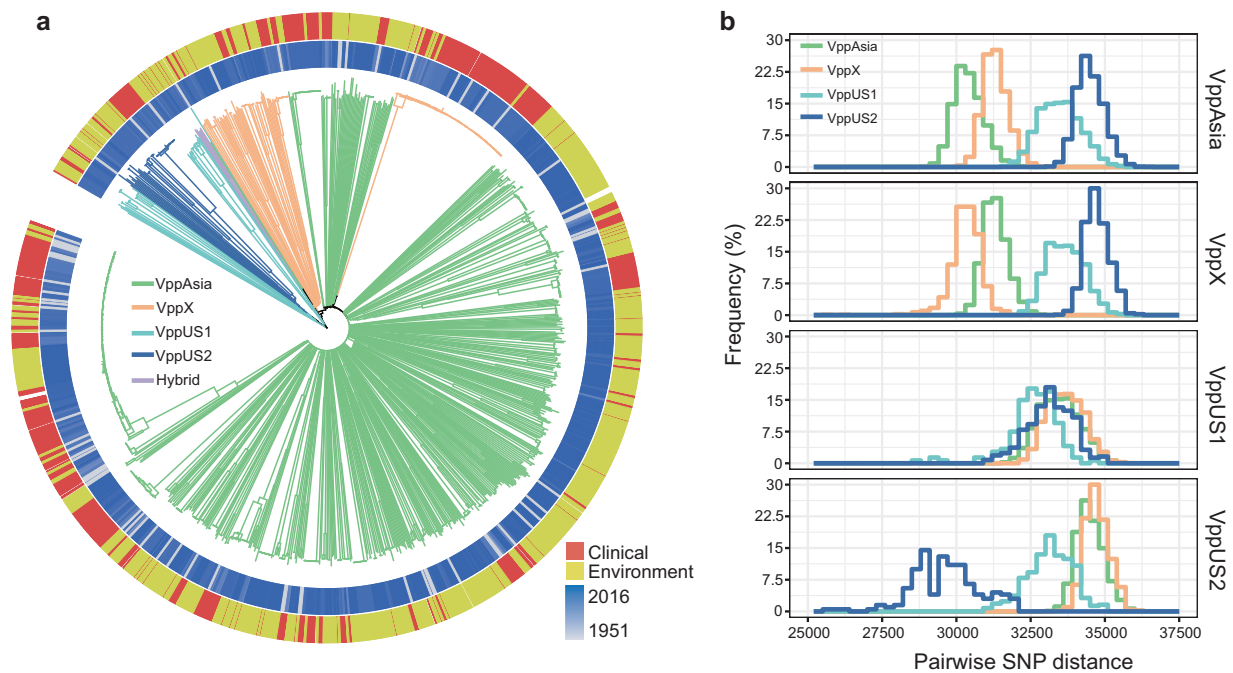 a
VppAsia
VppX
VppUS1
VppUS2
Hybrid
Clinical
Environment
2016
1951
b
Frequency (%)
30
22.5
15
7.5
0
VppAsia
VppX
VppUS1
VppUS2
VppAsia
30
22.5
15
7.5
0
VppX
30
22.5
15
7.5
0
VppUS1
30
22.5
15
7.5
0
VppUS2
25000 27500 30000 32500 35000 37500
Pairwise SNP distance